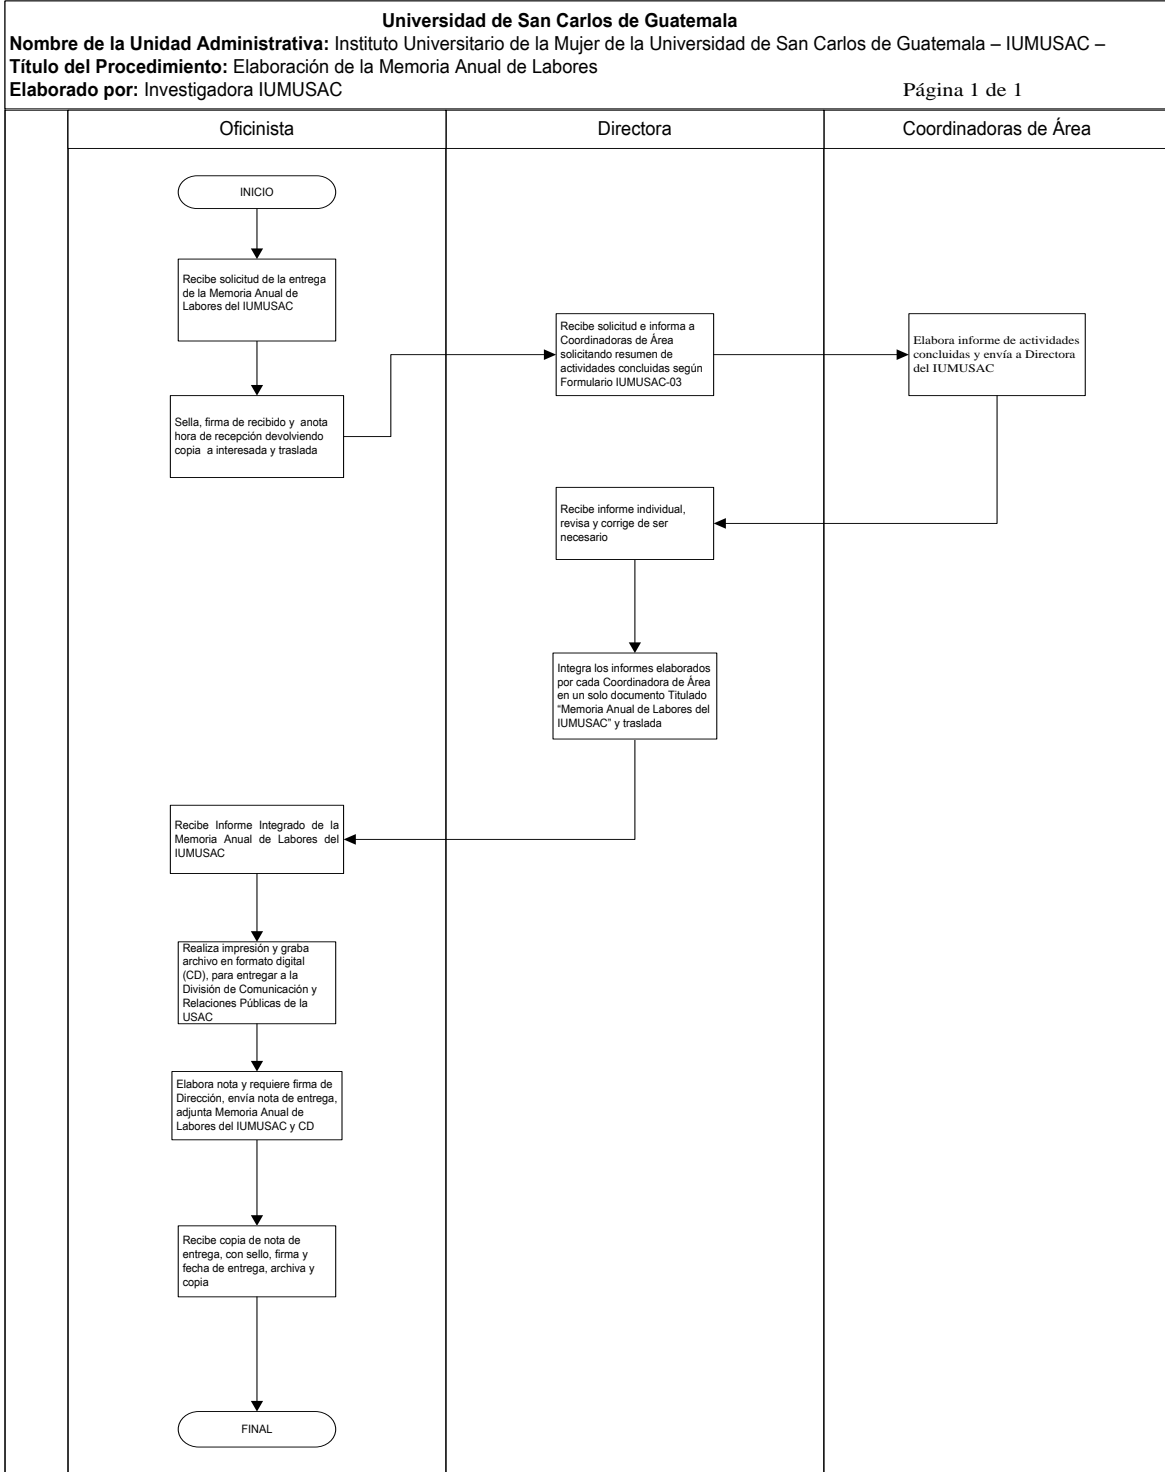 Universidad de San Carlos de Guatemala
Nombre de la Unidad Administrativa: Instituto Universitario de la Mujer de la Universidad de San Carlos de Guatemala – IUMUSAC –
Título del Procedimiento: Elaboración de la Memoria Anual de Labores
Elaborado por: Investigadora IUMUSAC Página 1 de 1
Oficinista Directora Coordinadoras de Área
INICIO
Recibe solicitud de la entrega
de la Memoria Anual de
Labores del IUMUSAC
Sella, firma de recibido y anota
hora de recepción devolviendo
copia a interesada y traslada
Recibe solicitud e informa a
Coordinadoras de Área
solicitando resumen de
actividades concluidas según
Formulario IUMUSAC-03
Elabora informe de actividades
concluidas y envía a Directora
del IUMUSAC
Recibe informe individual,
revisa y corrige de ser
necesario
Integra los informes elaborados
por cada Coordinadora de Área
en un solo documento Titulado
“Memoria Anual de Labores del
IUMUSAC” y traslada
Recibe Informe Integrado de la
Memoria Anual de Labores del
IUMUSAC
Realiza impresión y graba
archivo en formato digital
(CD), para entregar a la
División de Comunicación y
Relaciones Públicas de la
USAC
Elabora nota y requiere firma de
Dirección, envía nota de entrega,
adjunta Memoria Anual de
Labores del IUMUSAC y CD
Recibe copia de nota de
entrega, con sello, firma y
fecha de entrega, archiva y
copia
FINAL